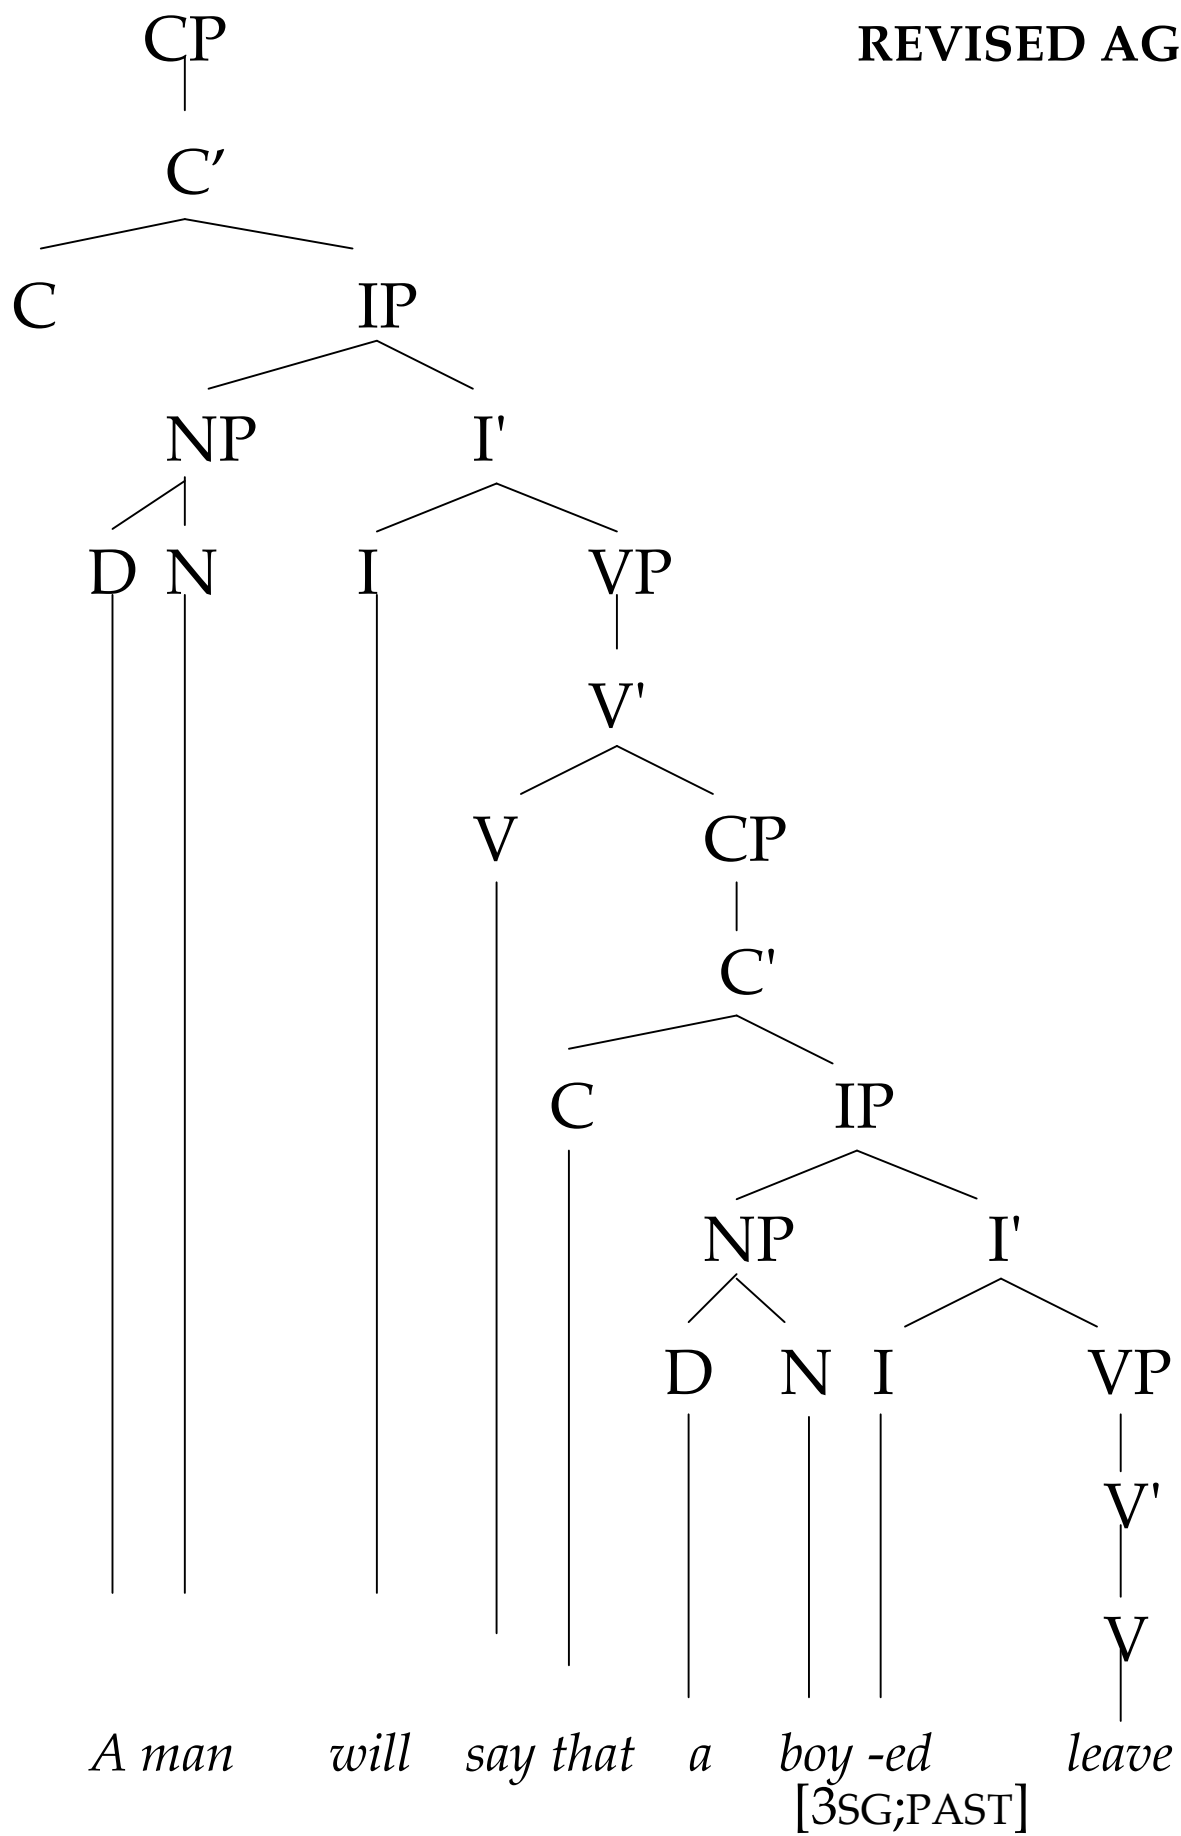 CP REVISED AG
C′
C IP
NP I'
D N I VP
V'
V CP
C'
C IP
NP I'
D N I VP
V'
V
A man will say that a boy -ed leave
[3SG;PAST]